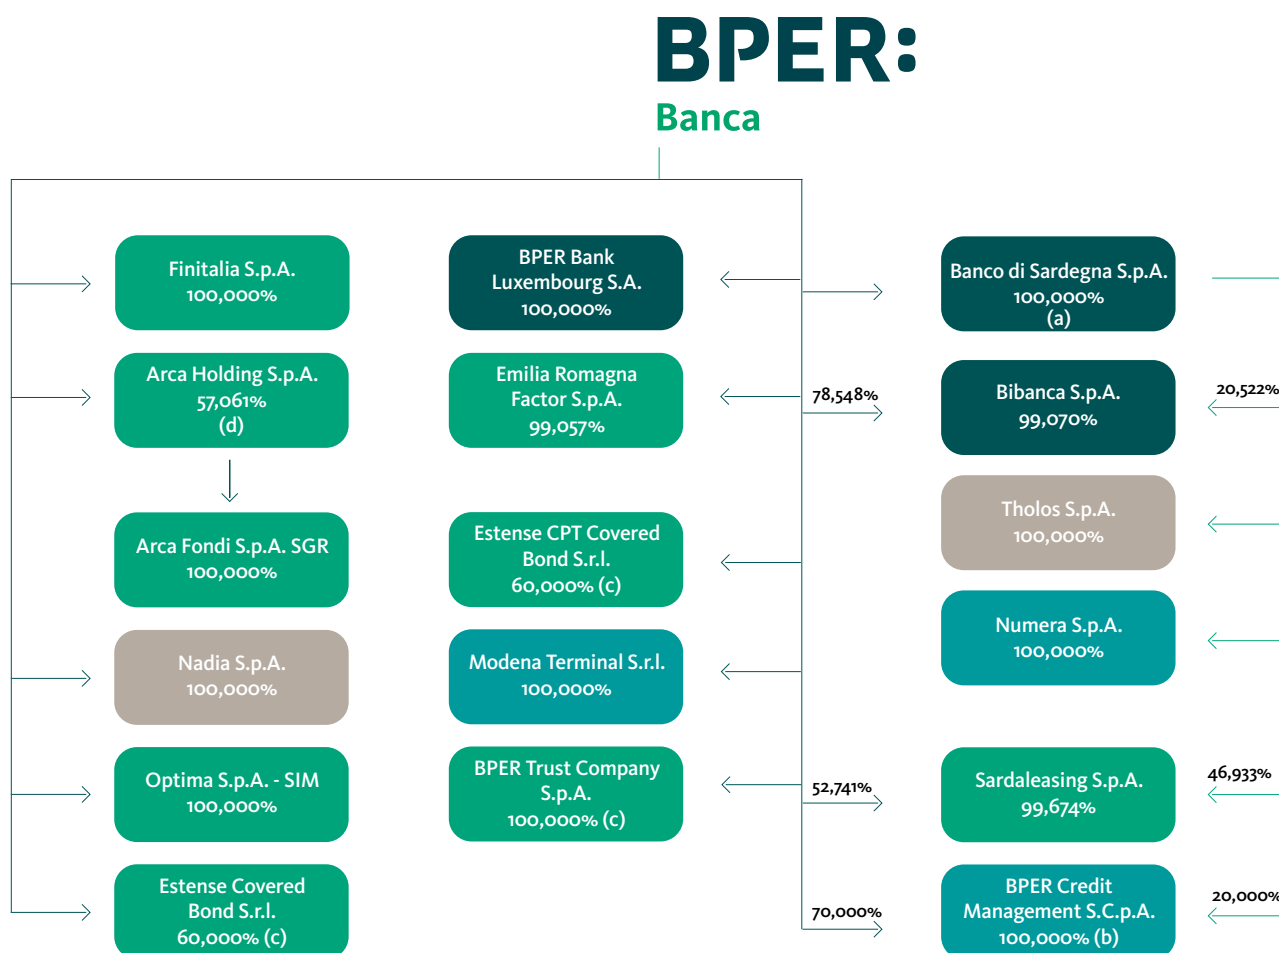 BPER:
Banca
Finitalia S.p.A.
100,000%
Arca Holding S.p.A.
57,061%
(d)
Arca Fondi S.p.A. SGR
100,000%
Nadia S.p.A.
100,000%
Optima S.p.A. - SIM
100,000%
Estense Covered
Bond S.r.l.
60,000% (c)
BPER Bank
Luxembourg S.A.
100,000%
Emilia Romagna
Factor S.p.A.
99,057%
Estense CPT Covered
Bond S.r.l.
60,000% (c)
Modena Terminal S.r.l.
100,000%
BPER Trust Company
S.p.A.
100,000% (c)
78,548%
52,741%
70,000%
Banco di Sardegna S.p.A.
100,000%
(a)
Bibanca S.p.A.
99,070%
Tholos S.p.A.
100,000%
Numera S.p.A.
100,000%
Sardaleasing S.p.A.
99,674%
BPER Credit
Management S.C.p.A.
100,000% (b)
20,522%
46,933%
20,000%